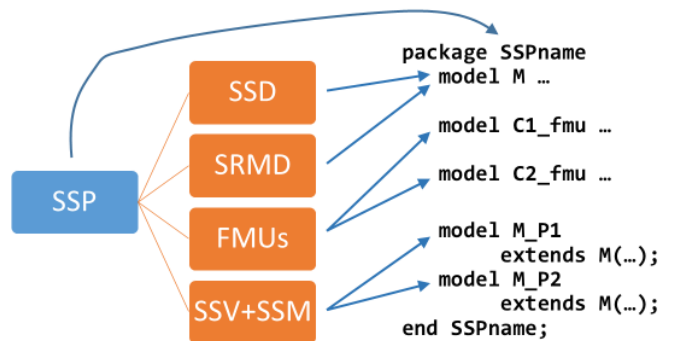 SSP
SSD
SRMD
FMUs
SSV+SSM
package SSPname
model M …
model C1_fmu …
model C2_fmu …
model M_P1
extends M(…);
model M_P2
extends M(…);
end SSPname;